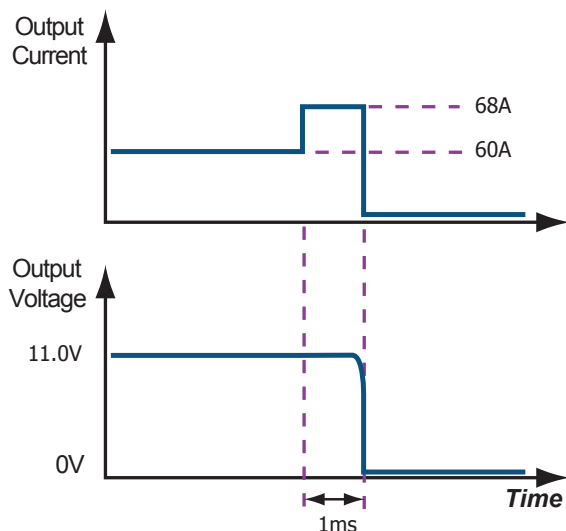 Output
Current
68A
60A
Output
Voltage
11.0V
0V
Time
1ms